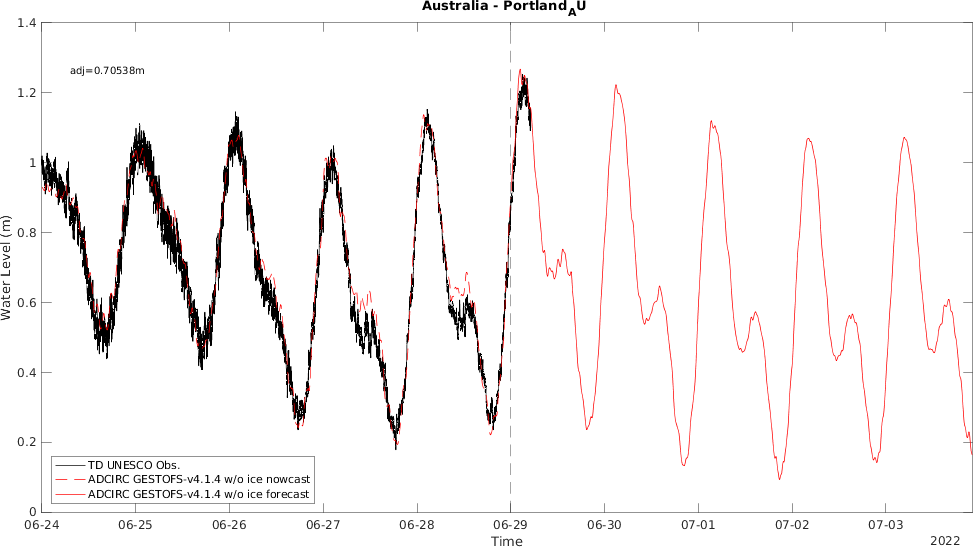 Australia - Portland_AU
adj=0.70538m
1.4
1.2
1
0.8
0.6
0.4
0.2
0
Water Level (m)
TD UNESCO Obs.
ADCIRC GESTOFS-v4.1.4 w/o ice nowcast
ADCIRC GESTOFS-v4.1.4 w/o ice forecast
06-24 06-25 06-26 06-27 06-28 06-29 06-30 07-01 07-02 07-03
Time
2022